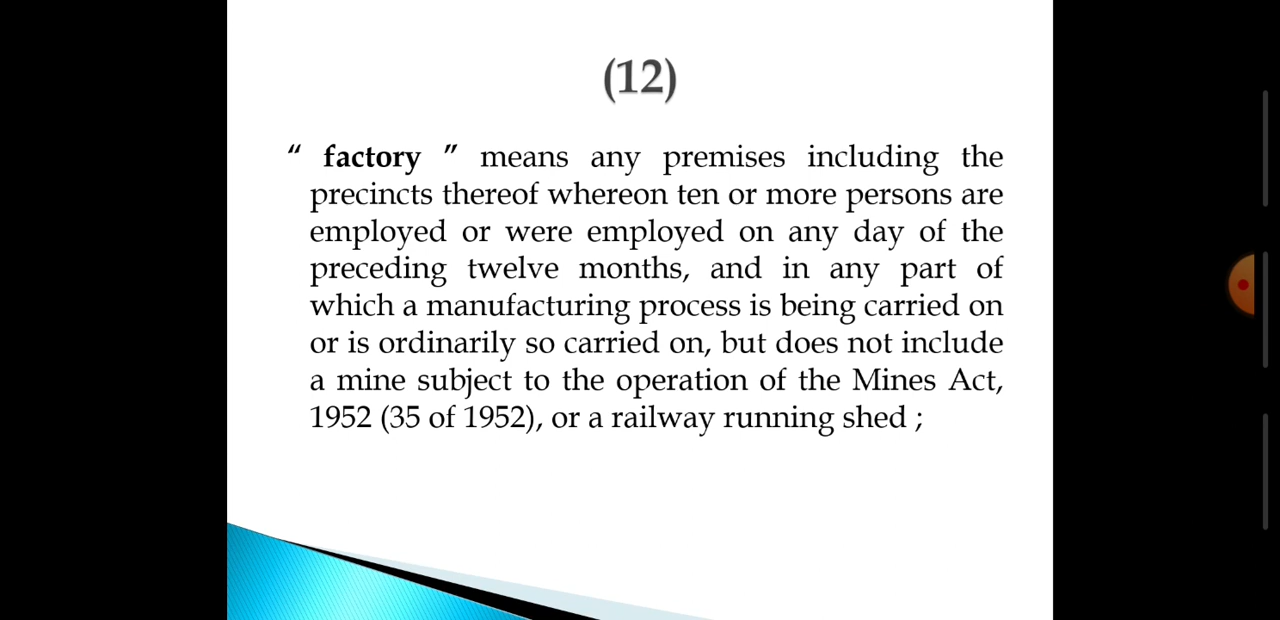 (12)
“ factory ” means any premises including the
precincts thereof whereon ten or more persons are
employed or were employed on any day of the
preceding twelve months, and in any part of
which a manufacturing process is being carried on
or is ordinarily so carried on, but does not include
a mine subject to the operation of the Mines Act,
1952 (35 of 1952), or a railway running shed ;